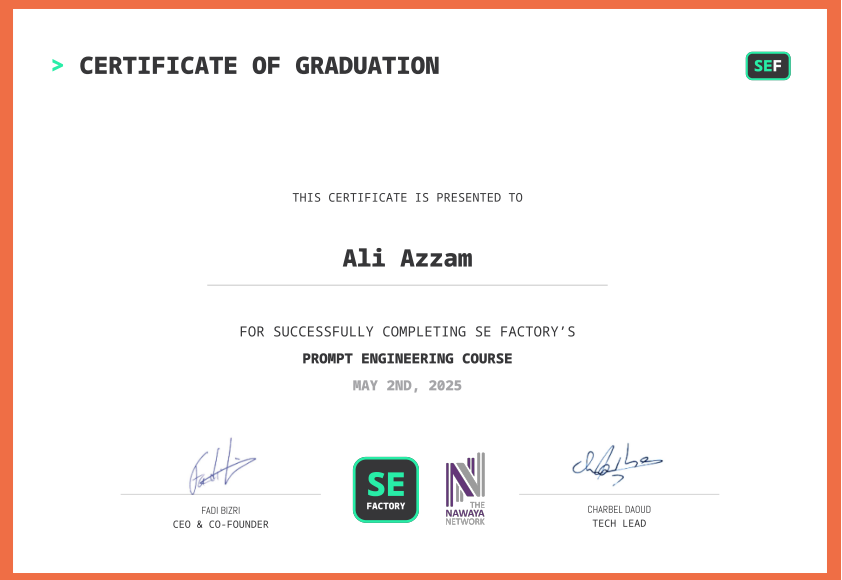 > CERTIFICATE OF GRADUATION
SEF
THIS CERTIFICATE IS PRESENTED TO
Ali Azzam
FOR SUCCESSFULLY COMPLETING SE FACTORY’S
PROMPT ENGINEERING COURSE
MAY 2ND, 2025
SE
FACTORY
N
THE
NAWAYA
NETWORK
FADI BIZRI
CEO & CO-FOUNDER
CHARBEL DAOUD
TECH LEAD